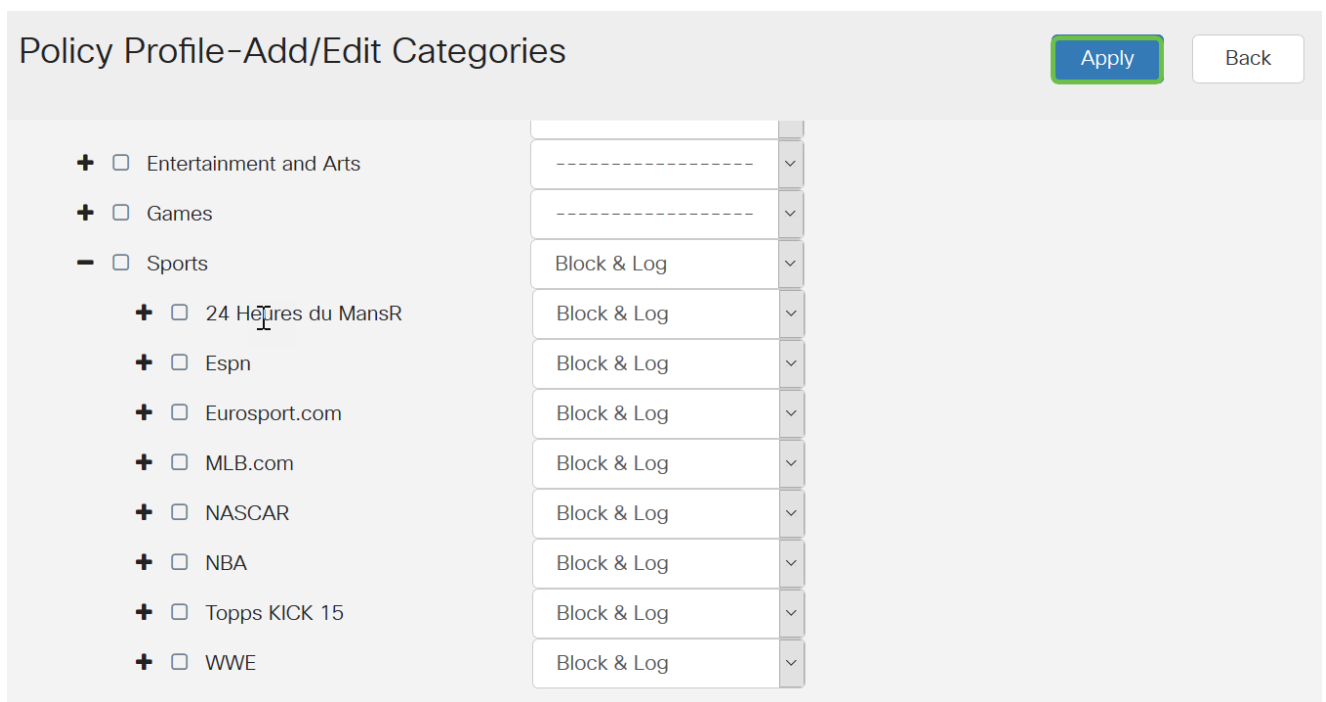 Policy Profile-Add/Edit Categories
Apply
Back
Entertainment and Arts ------------------
Games ------------------
Sports Block & Log
24 Heures du MansR Block & Log
Espn Block & Log
Eurosport.com Block & Log
MLB.com Block & Log
NASCAR Block & Log
NBA Block & Log
Topps KICK 15 Block & Log
WWE Block & Log